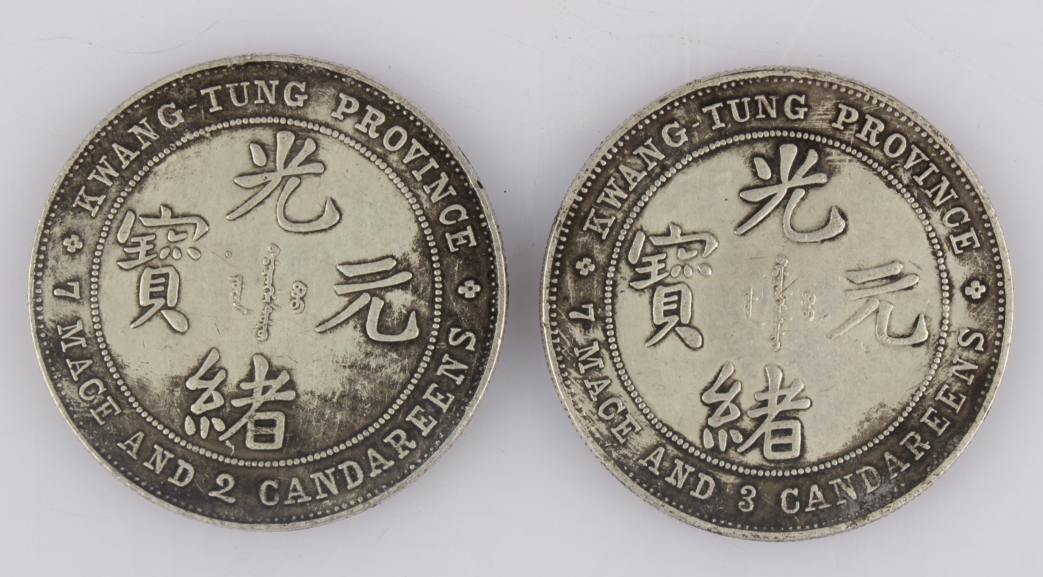 KWANG-TUNG PROVINCE
光緒元寶
7 MACE AND 2 CANDAREENS
KWANG-TUNG PROVINCE
光緒元寶
7 MACE AND 3 CANDAREENS